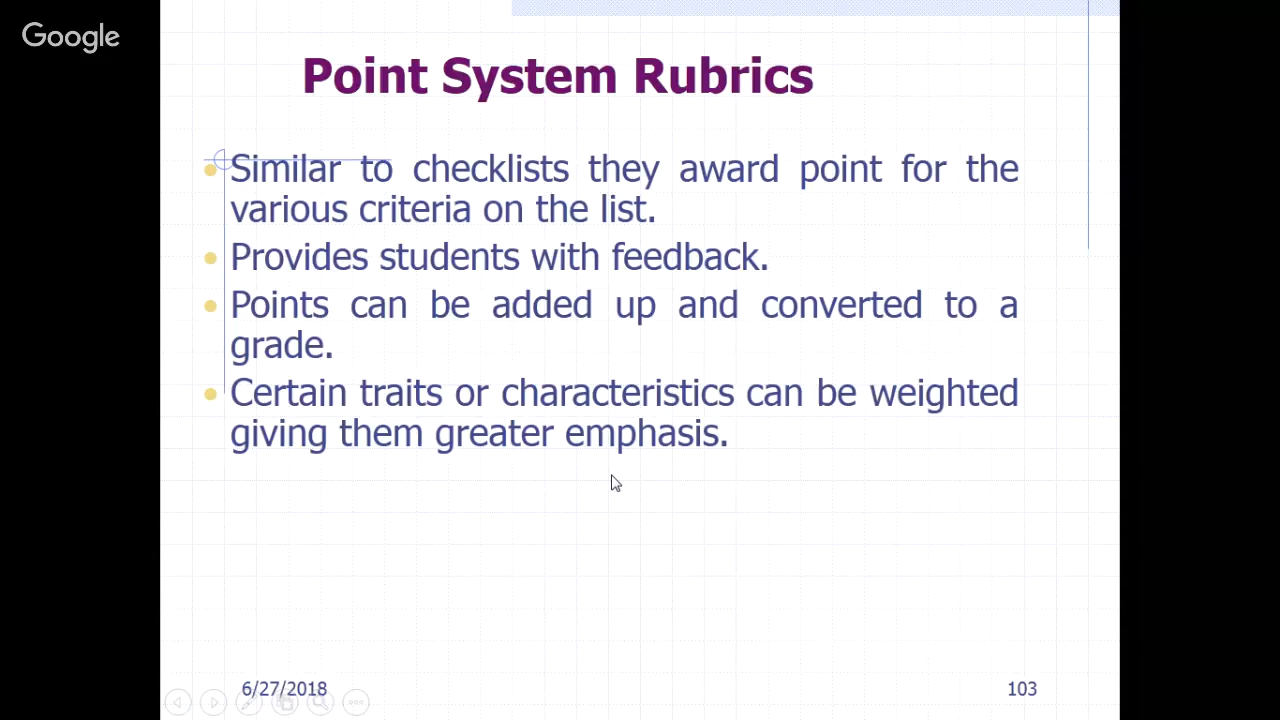 Google
Point System Rubrics
Similar to checklists they award point for the
various criteria on the list.
Provides students with feedback.
Points can be added up and converted to a
grade.
Certain traits or characteristics can be weighted
giving them greater emphasis.
6/27/2018
103